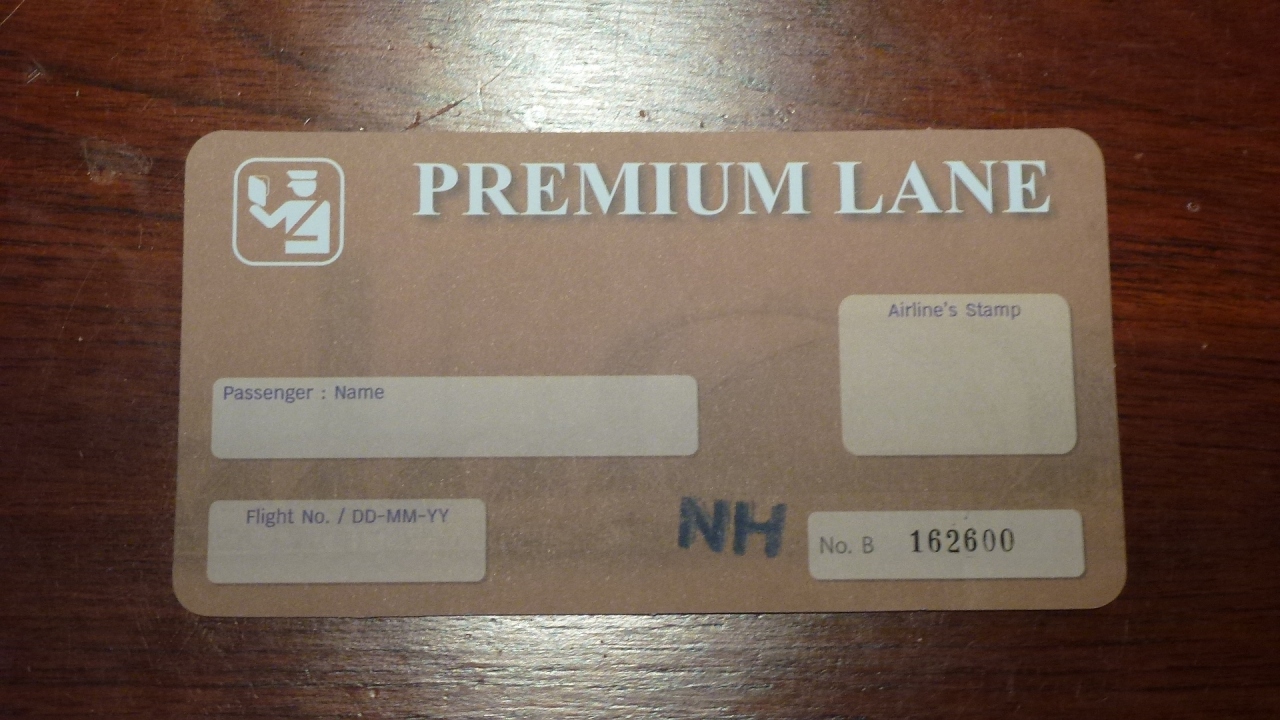 PREMIUM LANE
Airline's Stamp
Passenger : Name
Flight No. / DD-MM-YY
NH
No. B 162600